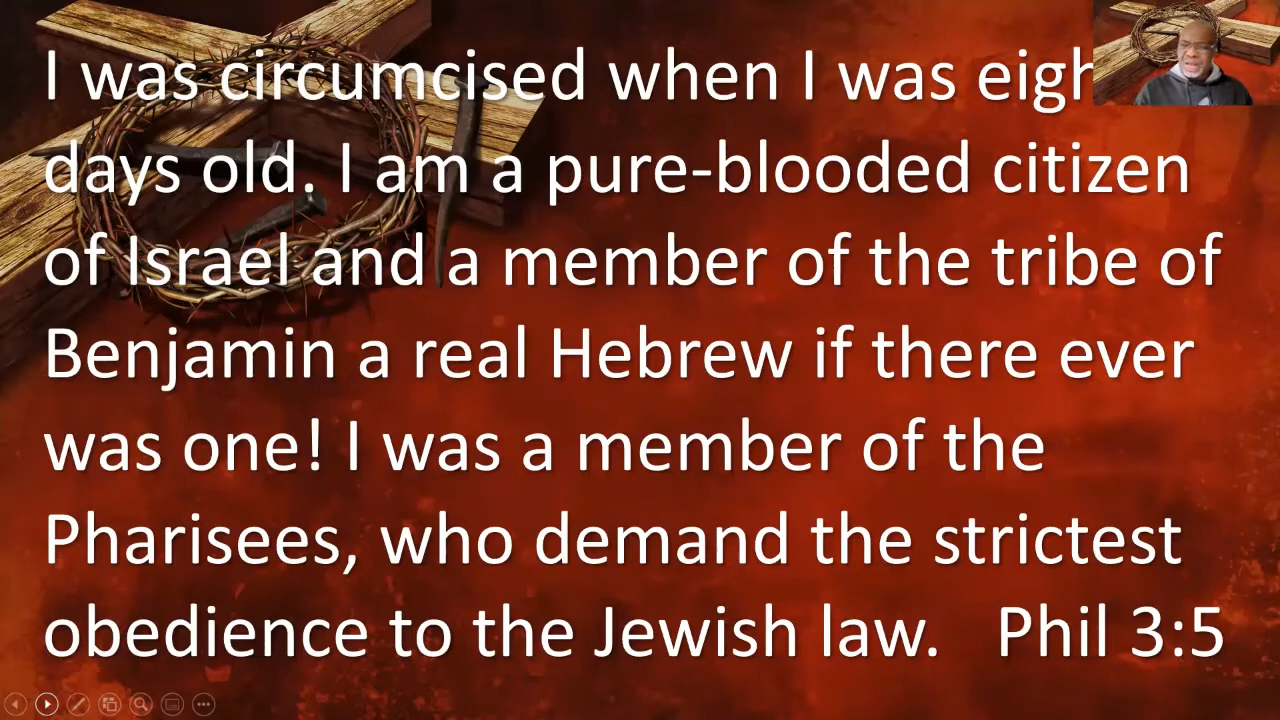 I was circumcised when I was eigh
days old. I am a pure-blooded citizen
of Israel and a member of the tribe of
Benjamin a real Hebrew if there ever
was one! I was a member of the
Pharisees, who demand the strictest
obedience to the Jewish law. Phil 3:5